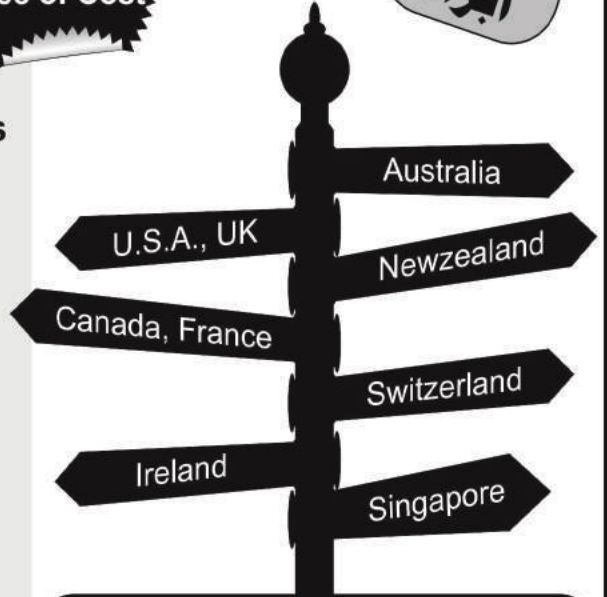 Australia
U.S.A., UK
Newzealand
Canada, France
Switzerland
Ireland
Singapore